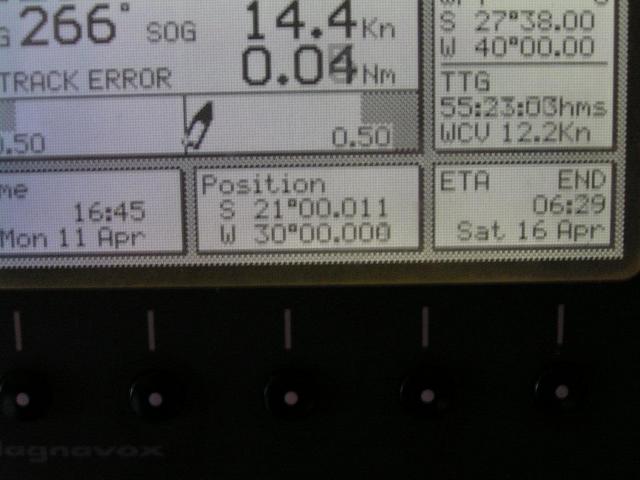 G 266° SOG 14.4Kn
TRACK ERROR 0.04Nm
0.50 0.50
S 27°38.00
W 40°00.00
TTG
55:23:03hms
WCV 12.2Kn
me
16:45
Mon 11 Apr
Position
S 21°00.011
W 30°00.000
ETA END
06:29
Sat 16 Apr
Magnavox